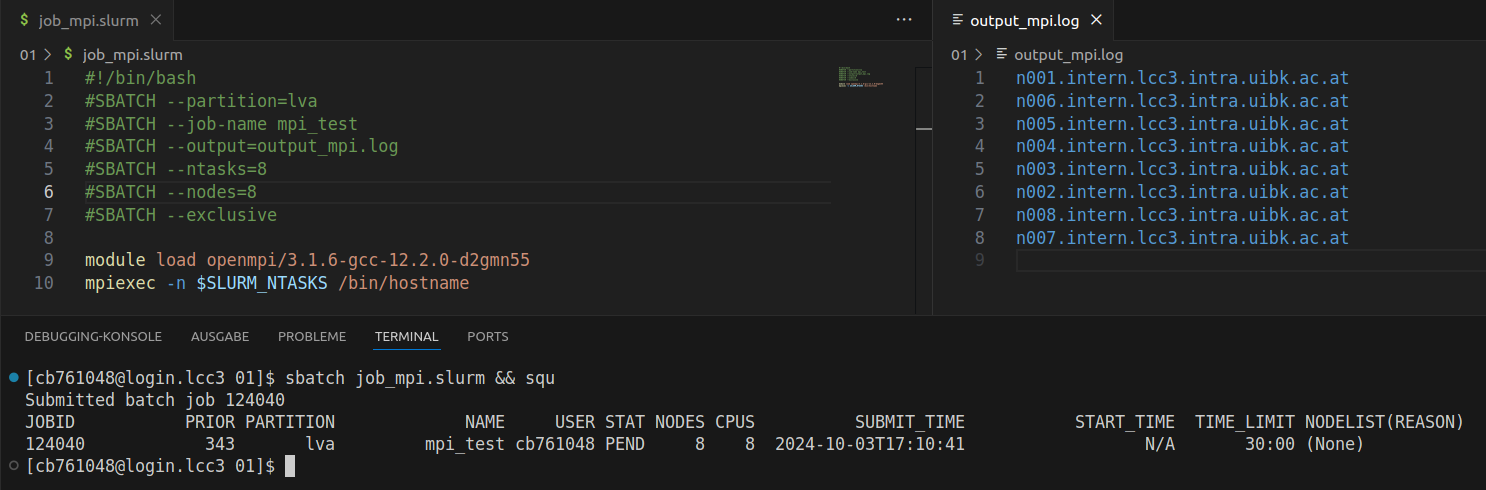 $ job_mpi.slurm ×
01 > $ job_mpi.slurm
1 #!/bin/bash
2 #SBATCH --partition=lva
3 #SBATCH --job-name mpi_test
4 #SBATCH --output=output_mpi.log
5 #SBATCH --ntasks=8
6 #SBATCH --nodes=8
7 #SBATCH --exclusive
8
9 module load openmpi/3.1.6-gcc-12.2.0-d2gmn55
10 mpiexec -n $SLURM_NTASKS /bin/hostname
output_mpi.log ×
01 > output_mpi.log
1 n001.intern.lcc3.intra.uibk.ac.at
2 n006.intern.lcc3.intra.uibk.ac.at
3 n005.intern.lcc3.intra.uibk.ac.at
4 n004.intern.lcc3.intra.uibk.ac.at
5 n003.intern.lcc3.intra.uibk.ac.at
6 n002.intern.lcc3.intra.uibk.ac.at
7 n008.intern.lcc3.intra.uibk.ac.at
8 n007.intern.lcc3.intra.uibk.ac.at
9
DEBUGGING-KONSOLE AUSGABE PROBLEME TERMINAL PORTS
[cb761048@login.lcc3 01]$ sbatch job_mpi.slurm && squ
Submitted batch job 124040
JOBID PRIOR PARTITION NAME USER STAT NODES CPUS SUBMIT_TIME START_TIME TIME_LIMIT NODELIST(REASON)
124040 343 lva mpi_test cb761048 PEND 8 8 2024-10-03T17:10:41 N/A 30:00 (None)
[cb761048@login.lcc3 01]$